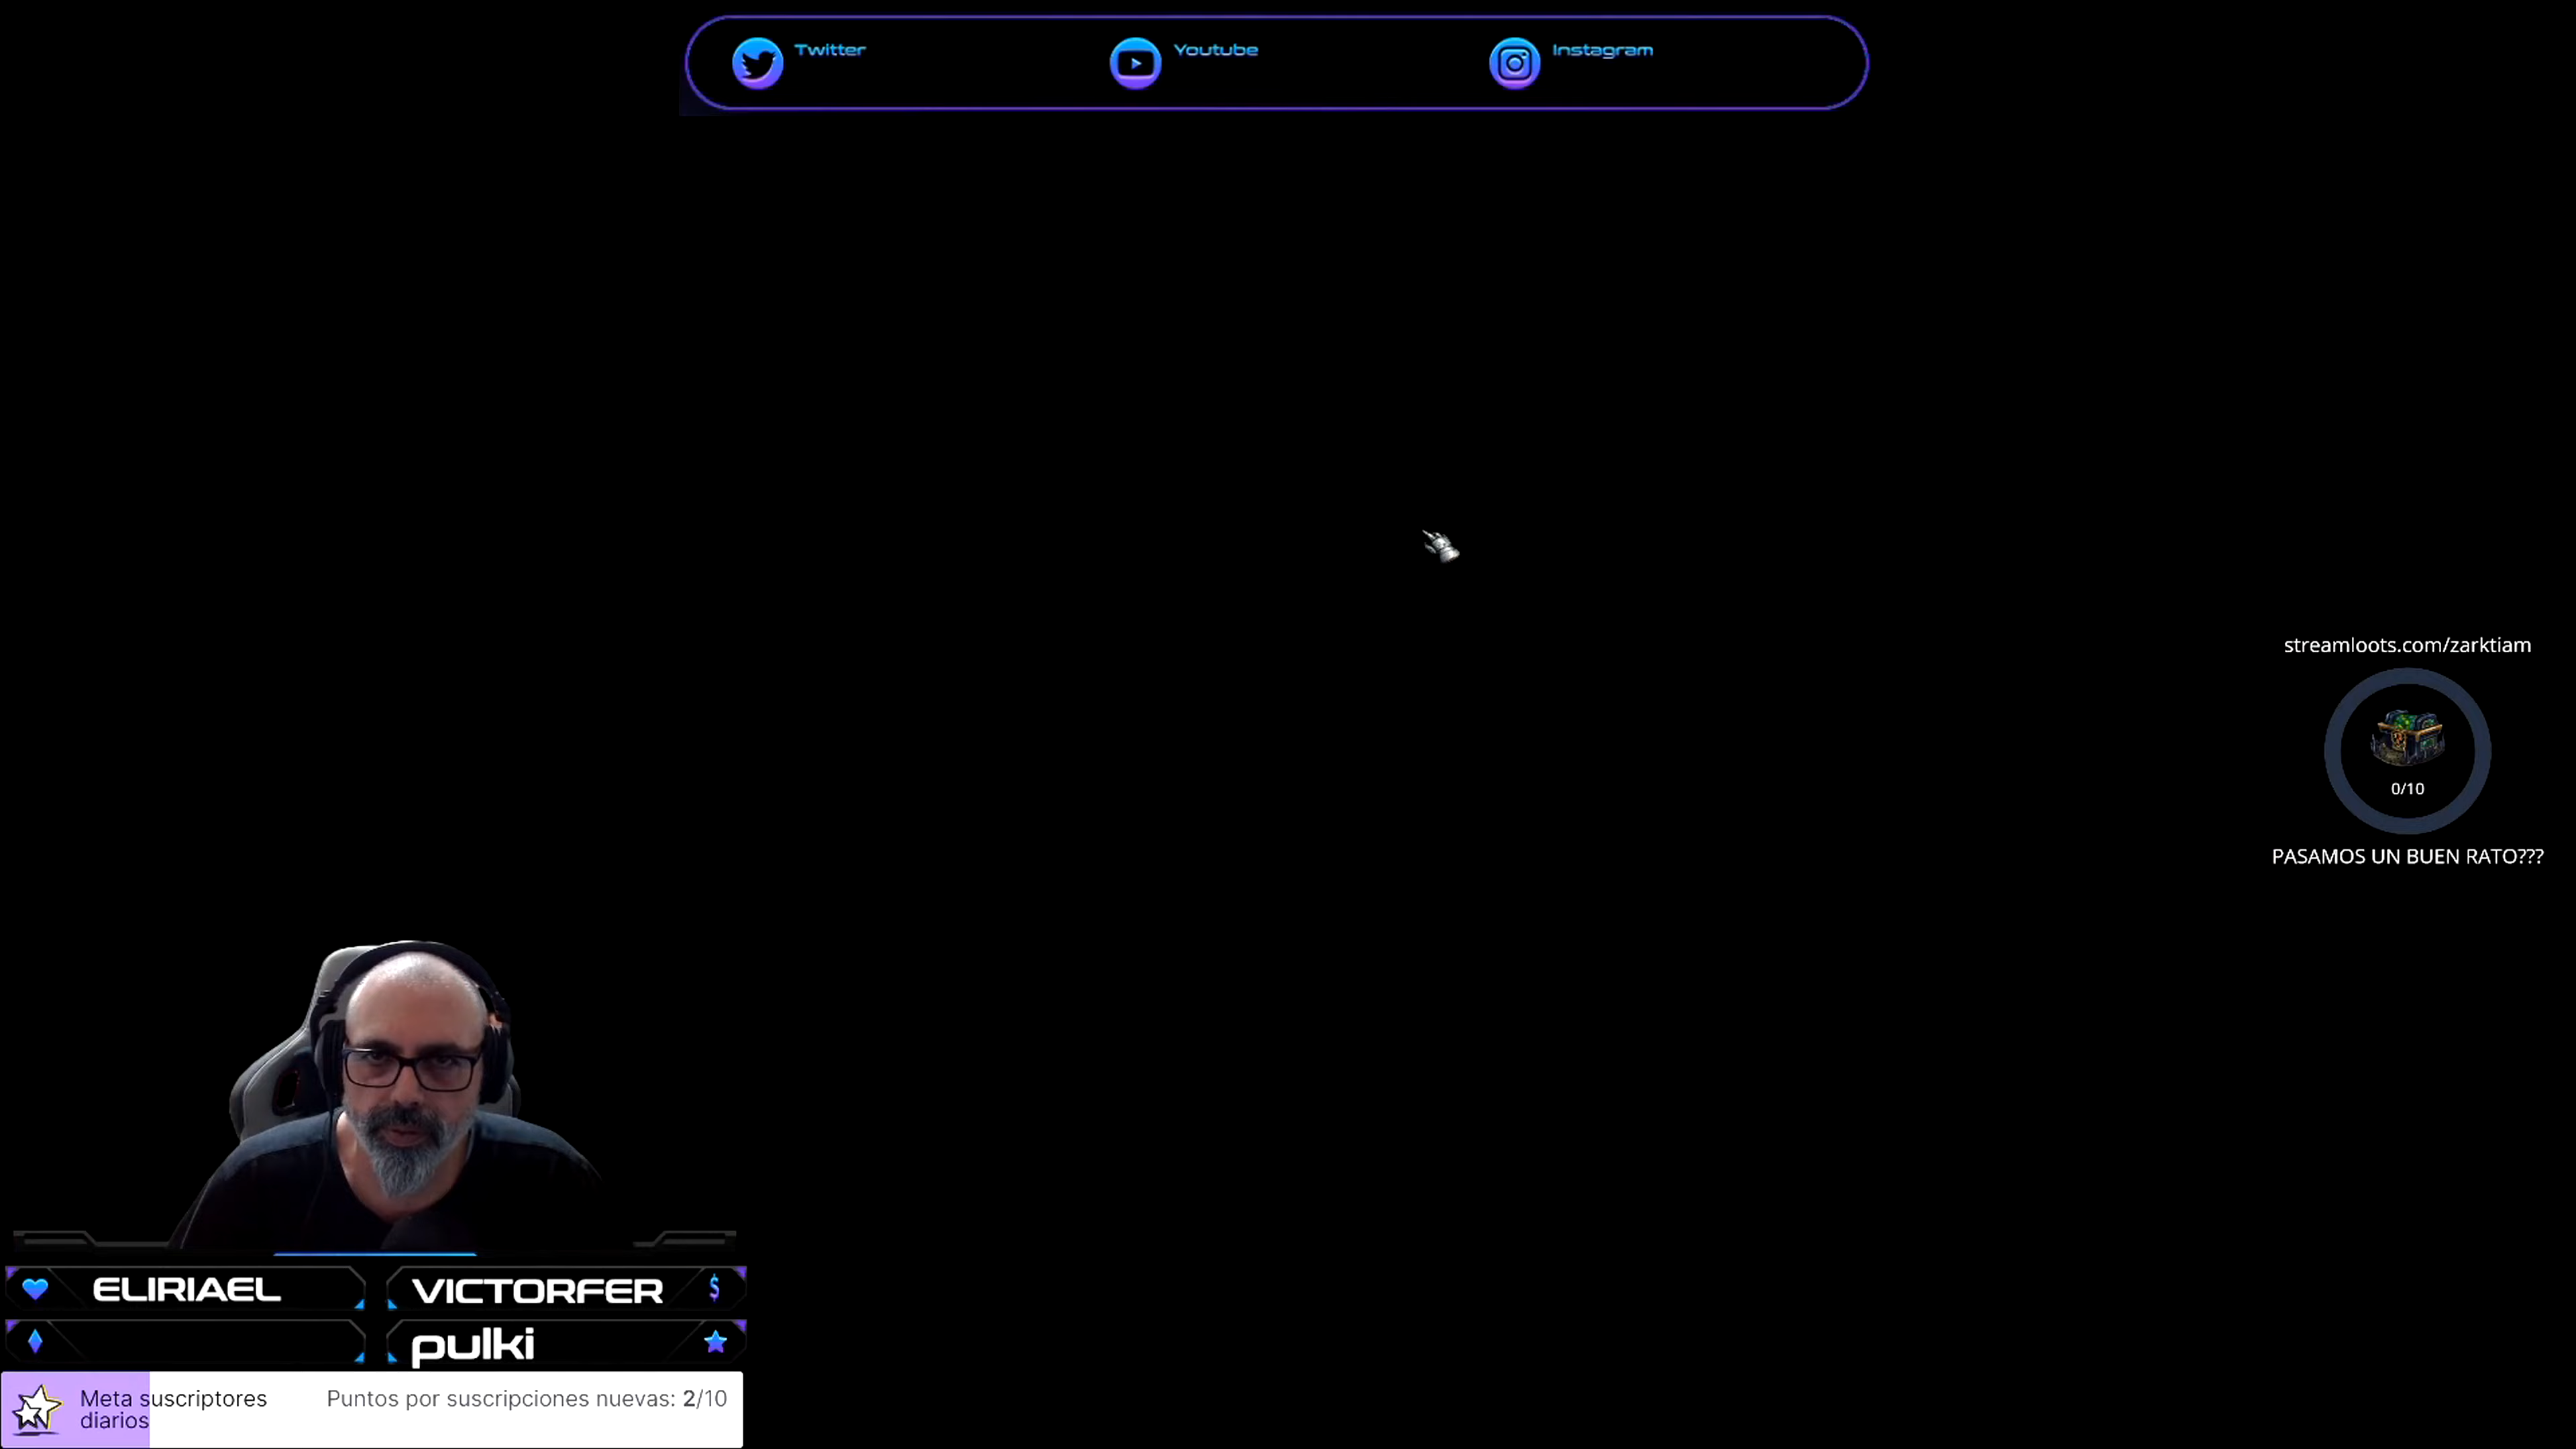 Twitter
Youtube
Instagram
streamloots.com/zarktiam
0/10
PASAMOS UN BUEN RATO???
ELIRIAEL
VICTORFER
$
pulki
Meta suscriptores diarios
Puntos por suscripciones nuevas: 2/10